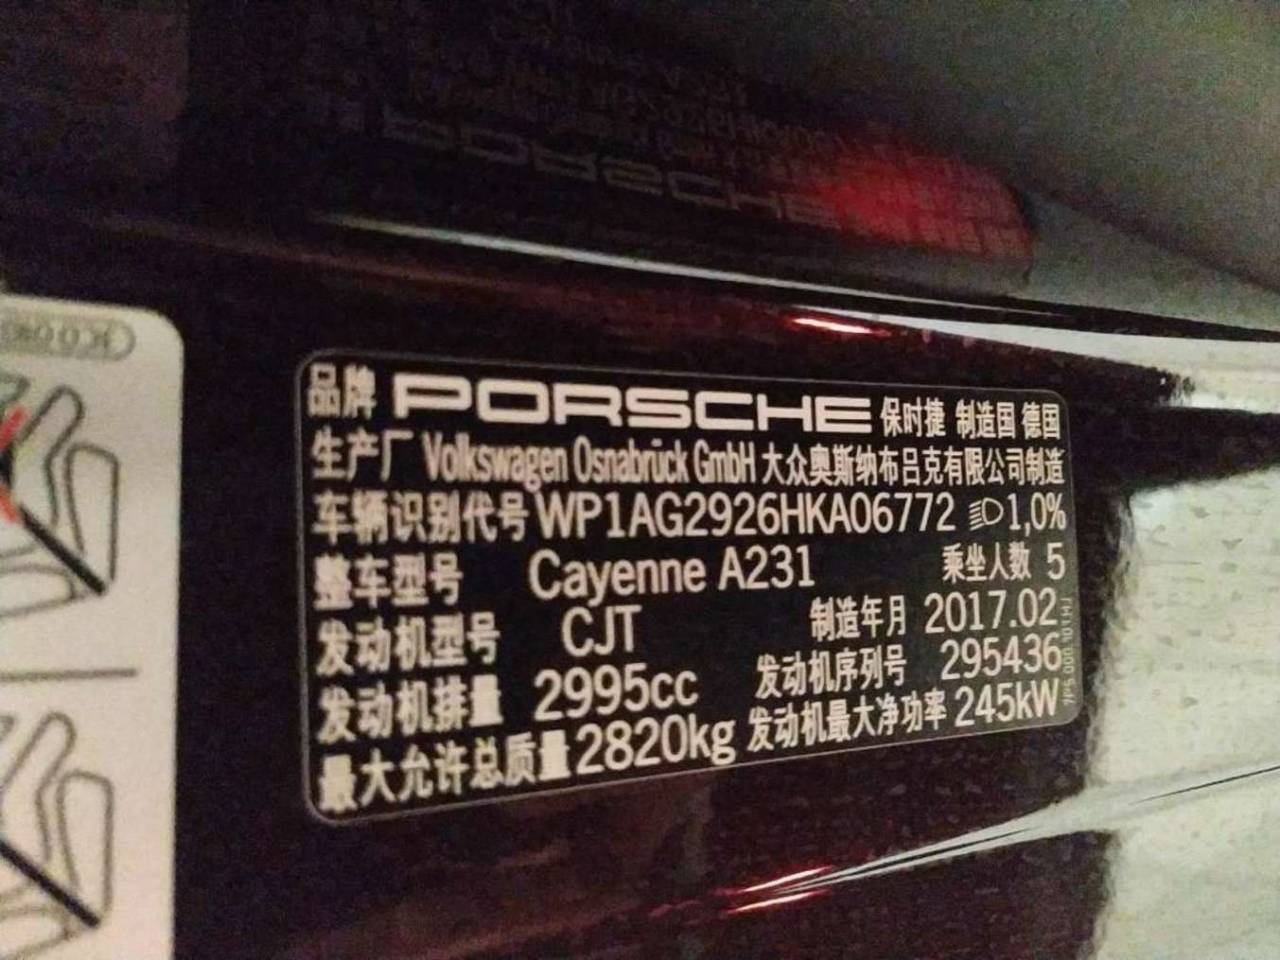 品牌 PORSCHE 保时捷 制造国 德国
生产厂 Volkswagen Osnabrück GmbH 大众奥斯纳布吕克有限公司制造
车辆识别代号 WP1AG2926HKA06772 1,0%
整车型号 Cayenne A231 乘坐人数 5
发动机型号 CJT 制造年月 2017.02
发动机排量 2995cc 发动机序列号 295436
最大允许总质量 2820kg 发动机最大净功率 245kW